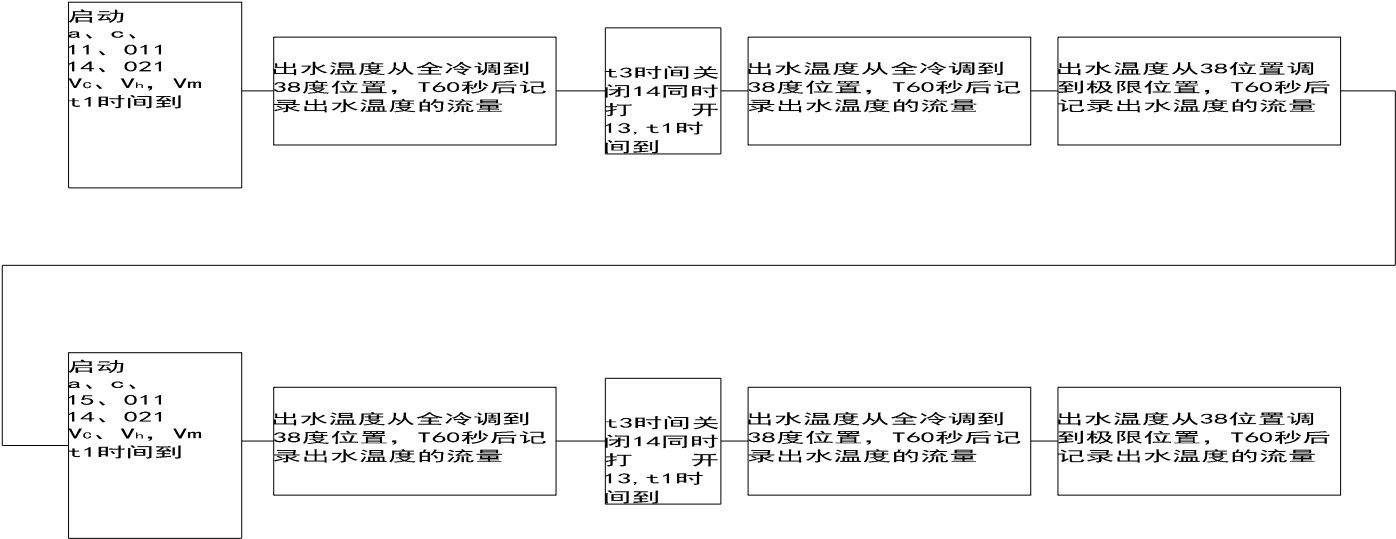 启动
a、c、
11、011
14、021
Vc、Vh，Vm
t1时间到
出水温度从全冷调到
38度位置，T60秒后记
录出水温度的流量
t3时间关
闭14同时
打 开
13,t1时
间到
出水温度从全冷调到
38度位置，T60秒后记
录出水温度的流量
出水温度从38位置调
到极限位置，T60秒后
记录出水温度的流量
启动
a、c、
15、011
14、021
Vc、Vh，Vm
t1时间到
出水温度从全冷调到
38度位置，T60秒后记
录出水温度的流量
t3时间关
闭14同时
打 开
13,t1时
间到
出水温度从全冷调到
38度位置，T60秒后记
录出水温度的流量
出水温度从38位置调
到极限位置，T60秒后
记录出水温度的流量